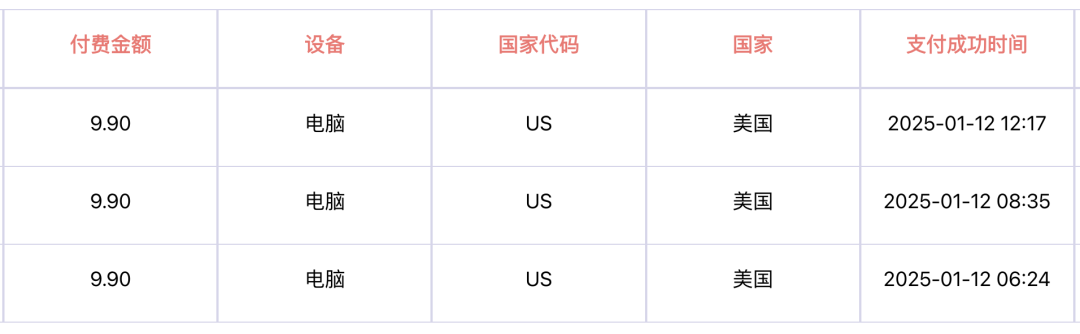 付费金额 设备 国家代码 国家 支付成功时间
9.90 电脑 US 美国 2025-01-12 12:17
9.90 电脑 US 美国 2025-01-12 08:35
9.90 电脑 US 美国 2025-01-12 06:24